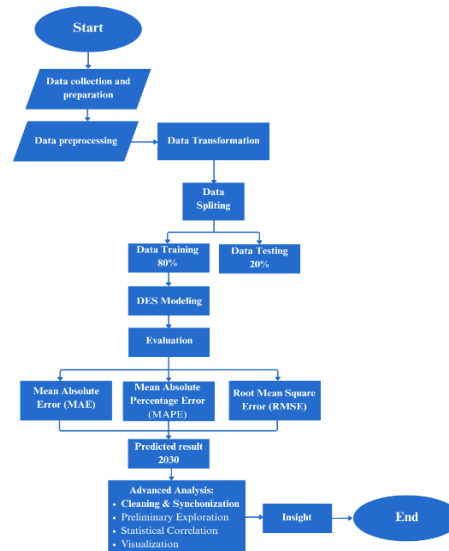 Start
Data collection and
preparation
Data preprocessing
Data Transformation
Data
Spliting
Data Training
80%
Data Testing
20%
DES Modeling
Evaluation
Mean Absolute
Error (MAE)
Mean Absolute
Percentage Error
(MAPE)
Root Mean Square
Error (RMSE)
Predicted result
2030
Advanced Analysis:
• Cleaning & Synchonization
• Preliminary Exploration
• Statistical Correlation
• Visualization
Insight
End